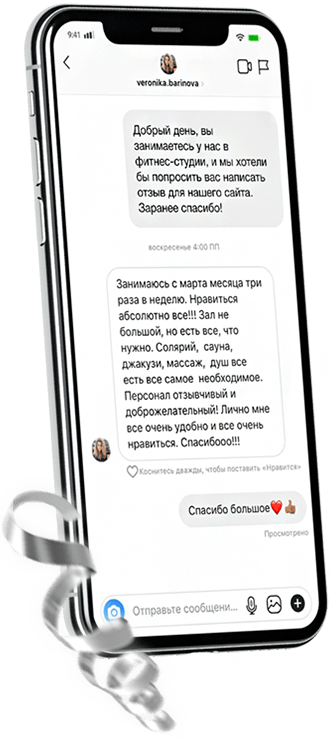 9:41
veronika.barinova
Добрый день, вы
занимаетесь у нас в
фитнес-студии, и мы хотели
бы попросить вас написать
отзыв для нашего сайта.
Заранее спасибо!
воскресенье 4:00 ПП
Занимаюсь с марта месяца три
раза в неделю. Нравиться
абсолютно все!!! Зал не
большой, но есть все, что
нужно. Солярий, сауна,
джакузи, массаж, душ все
есть все самое необходимое.
Персонал отзывчивый и
доброжелательный! Лично мне
все очень удобно и все очень
нравиться. Спасибооо!!!
Коснитесь дважды, чтобы поставить «Нравится»
Спасибо большое❤️👍🏽
Просмотрено
Отправьте сообщени...